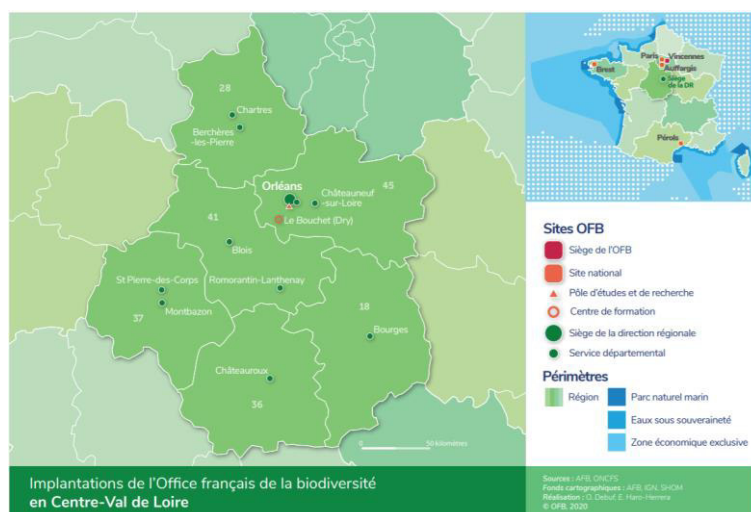 28
Chartres
Berchères
-les-Pierre
Orléans
Châteauneuf
-sur-Loire
45
Le Bouchet (Dry)
41
Blois
St Pierre-des-Corps
Romorantin-Lanthenay
Montbazon
37
18
Bourges
Châteauroux
36
0
50 kilomètres
Implantations de l'Office français de la biodiversité
en Centre-Val de Loire
Paris
Vincennes
Auffargis
Brest
Siège
de la DR
Pérols
Sites OFB
Siège de l'OFB
Site national
Pôle d'études et de recherche
Centre de formation
Siège de la direction régionale
Service départemental
Périmètres
Région
Parc naturel marin
Eaux sous souveraineté
Zone économique exclusive
Sources : AFB, ONCFS
Fonds cartographiques : AFB, IGN, SHOM
Réalisation : O. Debuf, E. Haro-Herrera
© OFB, 2020